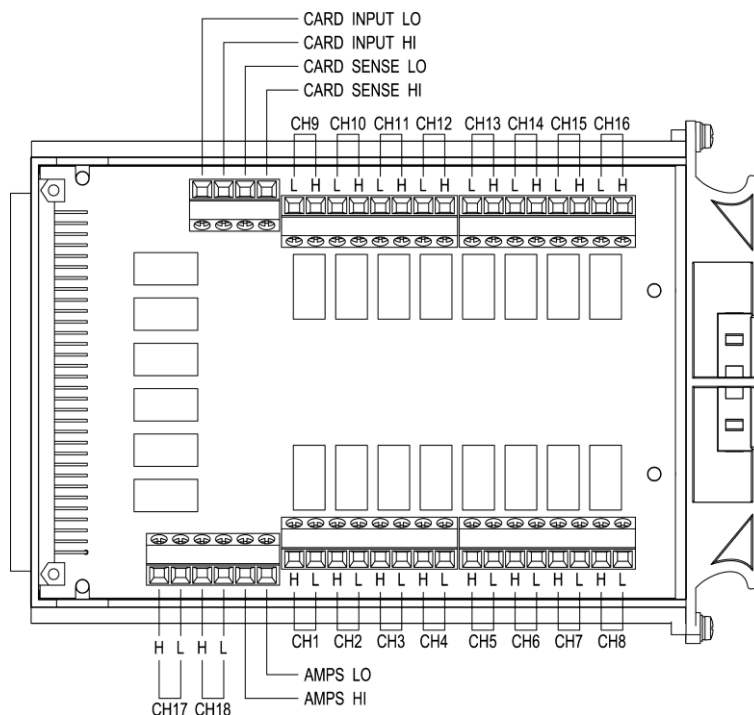 CARD INPUT LO
CARD INPUT HI
CARD SENSE LO
CARD SENSE HI
CH9 CH10 CH11 CH12 CH13 CH14 CH15 CH16
L H L H L H L H L H L H L H L H
H L H L H L H L H L H L H L H L
CH1 CH2 CH3 CH4 CH5 CH6 CH7 CH8
H L H L
AMPS LO
AMPS HI
CH17 CH18